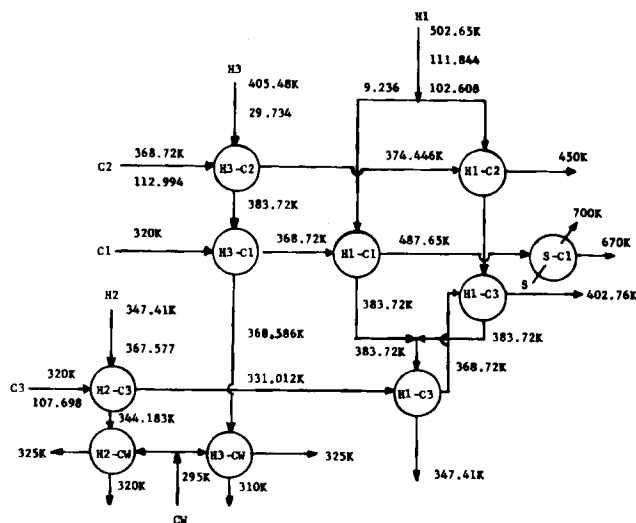 H1
502.65K
111.844
H3
405.48K
9.236
102.608
29.734
C2
368.72K
112.994
H3-C2
374.446K
H1-C2
450K
383.72K
700K
C1
320K
H3-C1
368.72K
H1-C1
487.65K
S-C1
670K
S
H2
347.41K
383.72K
H1-C3
402.76K
368.586K
383.72K
383.72K
367.577
368.72K
C3
320K
107.698
H2-C3
331.012K
H1-C3
344.183K
325K
H2-CW
H3-CW
325K
320K
295K
310K
347.41K
CW